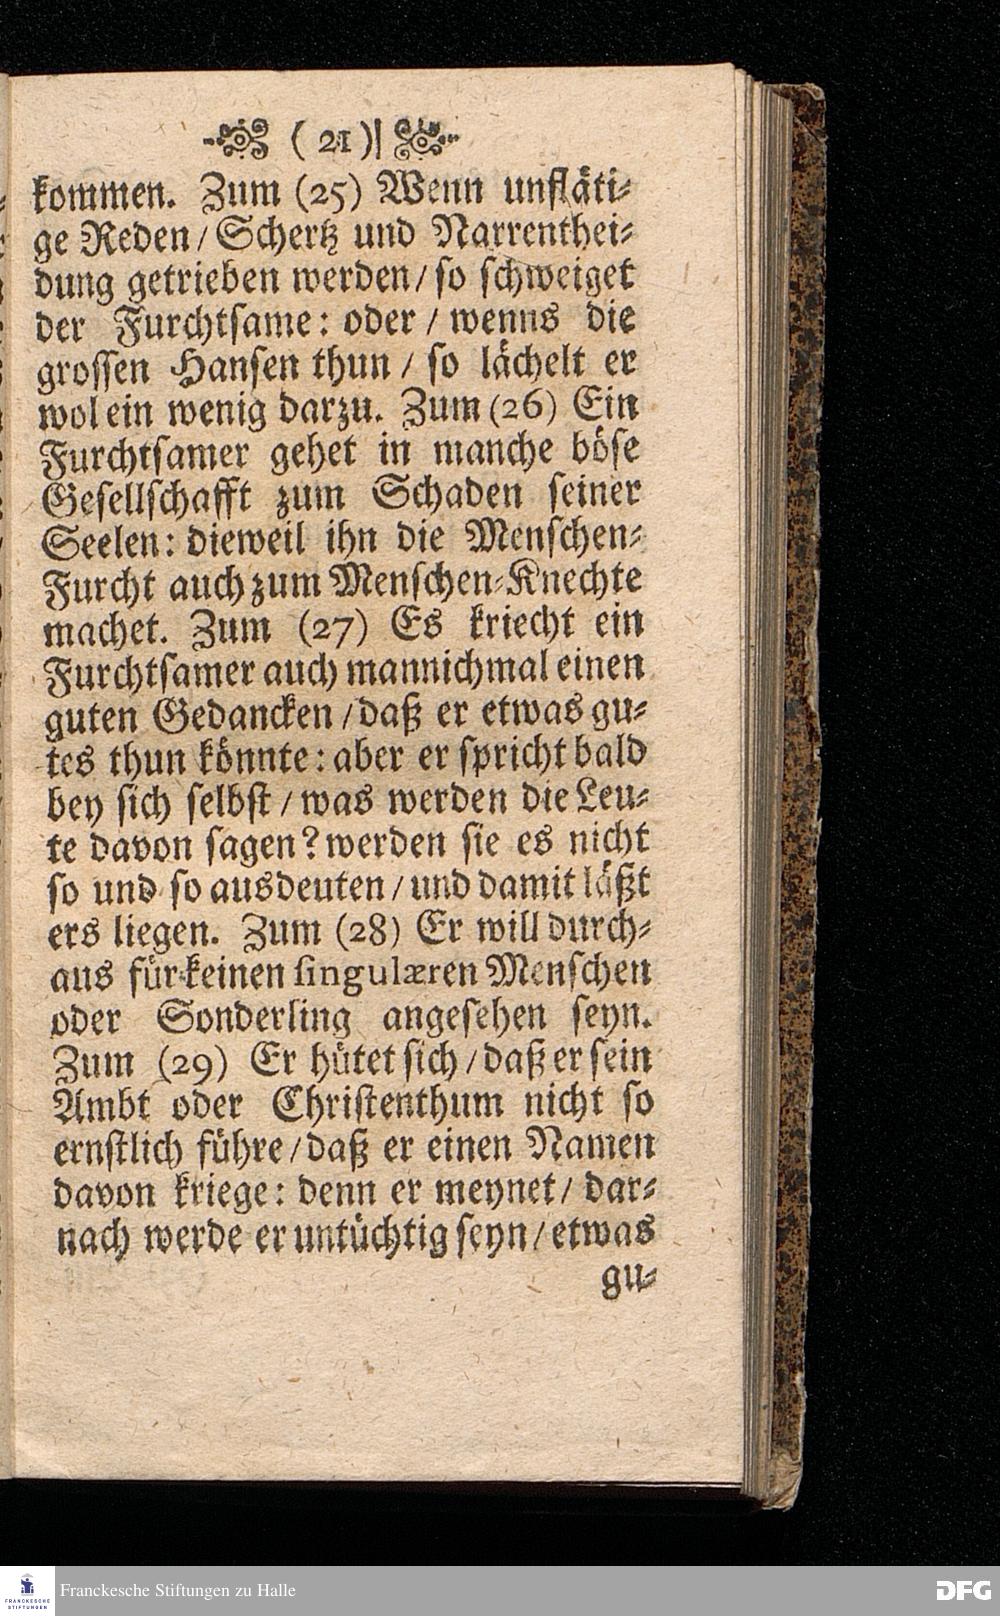 ( 21 )
kommen. Zum (25) Wenn unfläti-
ge Reden / Schertz und Narrenthei-
dung getrieben werden / so schweiget
der Furchtsame: oder / wenns die
grossen Hansen thun / so lächelt er
wol ein wenig darzu. Zum (26) Ein
Furchtsamer gehet in manche böse
Gesellschafft zum Schaden seiner
Seelen: dieweil ihn die Menschen-
Furcht auch zum Menschen-Knechte
machet. Zum (27) Es kriecht ein
Furchtsamer auch mannichmal einen
guten Gedancken / daß er etwas gu-
tes thun könnte: aber er spricht bald
bey sich selbst / was werden die Leu-
te davon sagen? werden sie es nicht
so und so ausdeuten / und damit läßt
ers liegen. Zum (28) Er will durch-
aus für keinen singulæren Menschen
oder Sonderling angesehen seyn.
Zum (29) Er hütet sich / daß er sein
Ambt oder Christenthum nicht so
ernstlich führe / daß er einen Namen
davon kriege: denn er meynet / dar-
nach werde er untüchtig seyn / etwas
gu-
Franckesche Stiftungen zu Halle
FRANCKESCHE
STIFTUNGEN
DFG